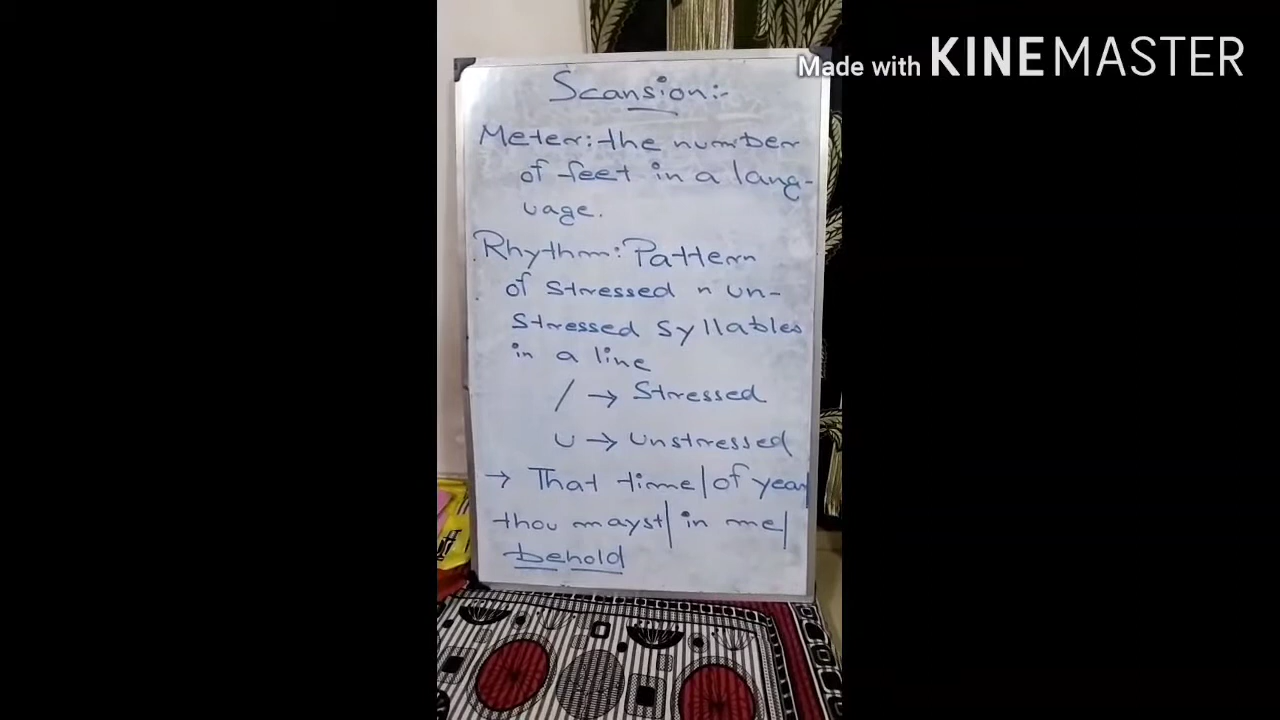 Made with KINEMASTER
Scansion:-
Meter: the number
of feet in a lang-
uage.
Rhythm: Pattern
of stressed n un-
stressed syllables
in a line
/ → Stressed
U → Unstressed
→ That time/of year/
thou mayst/in me/
behold